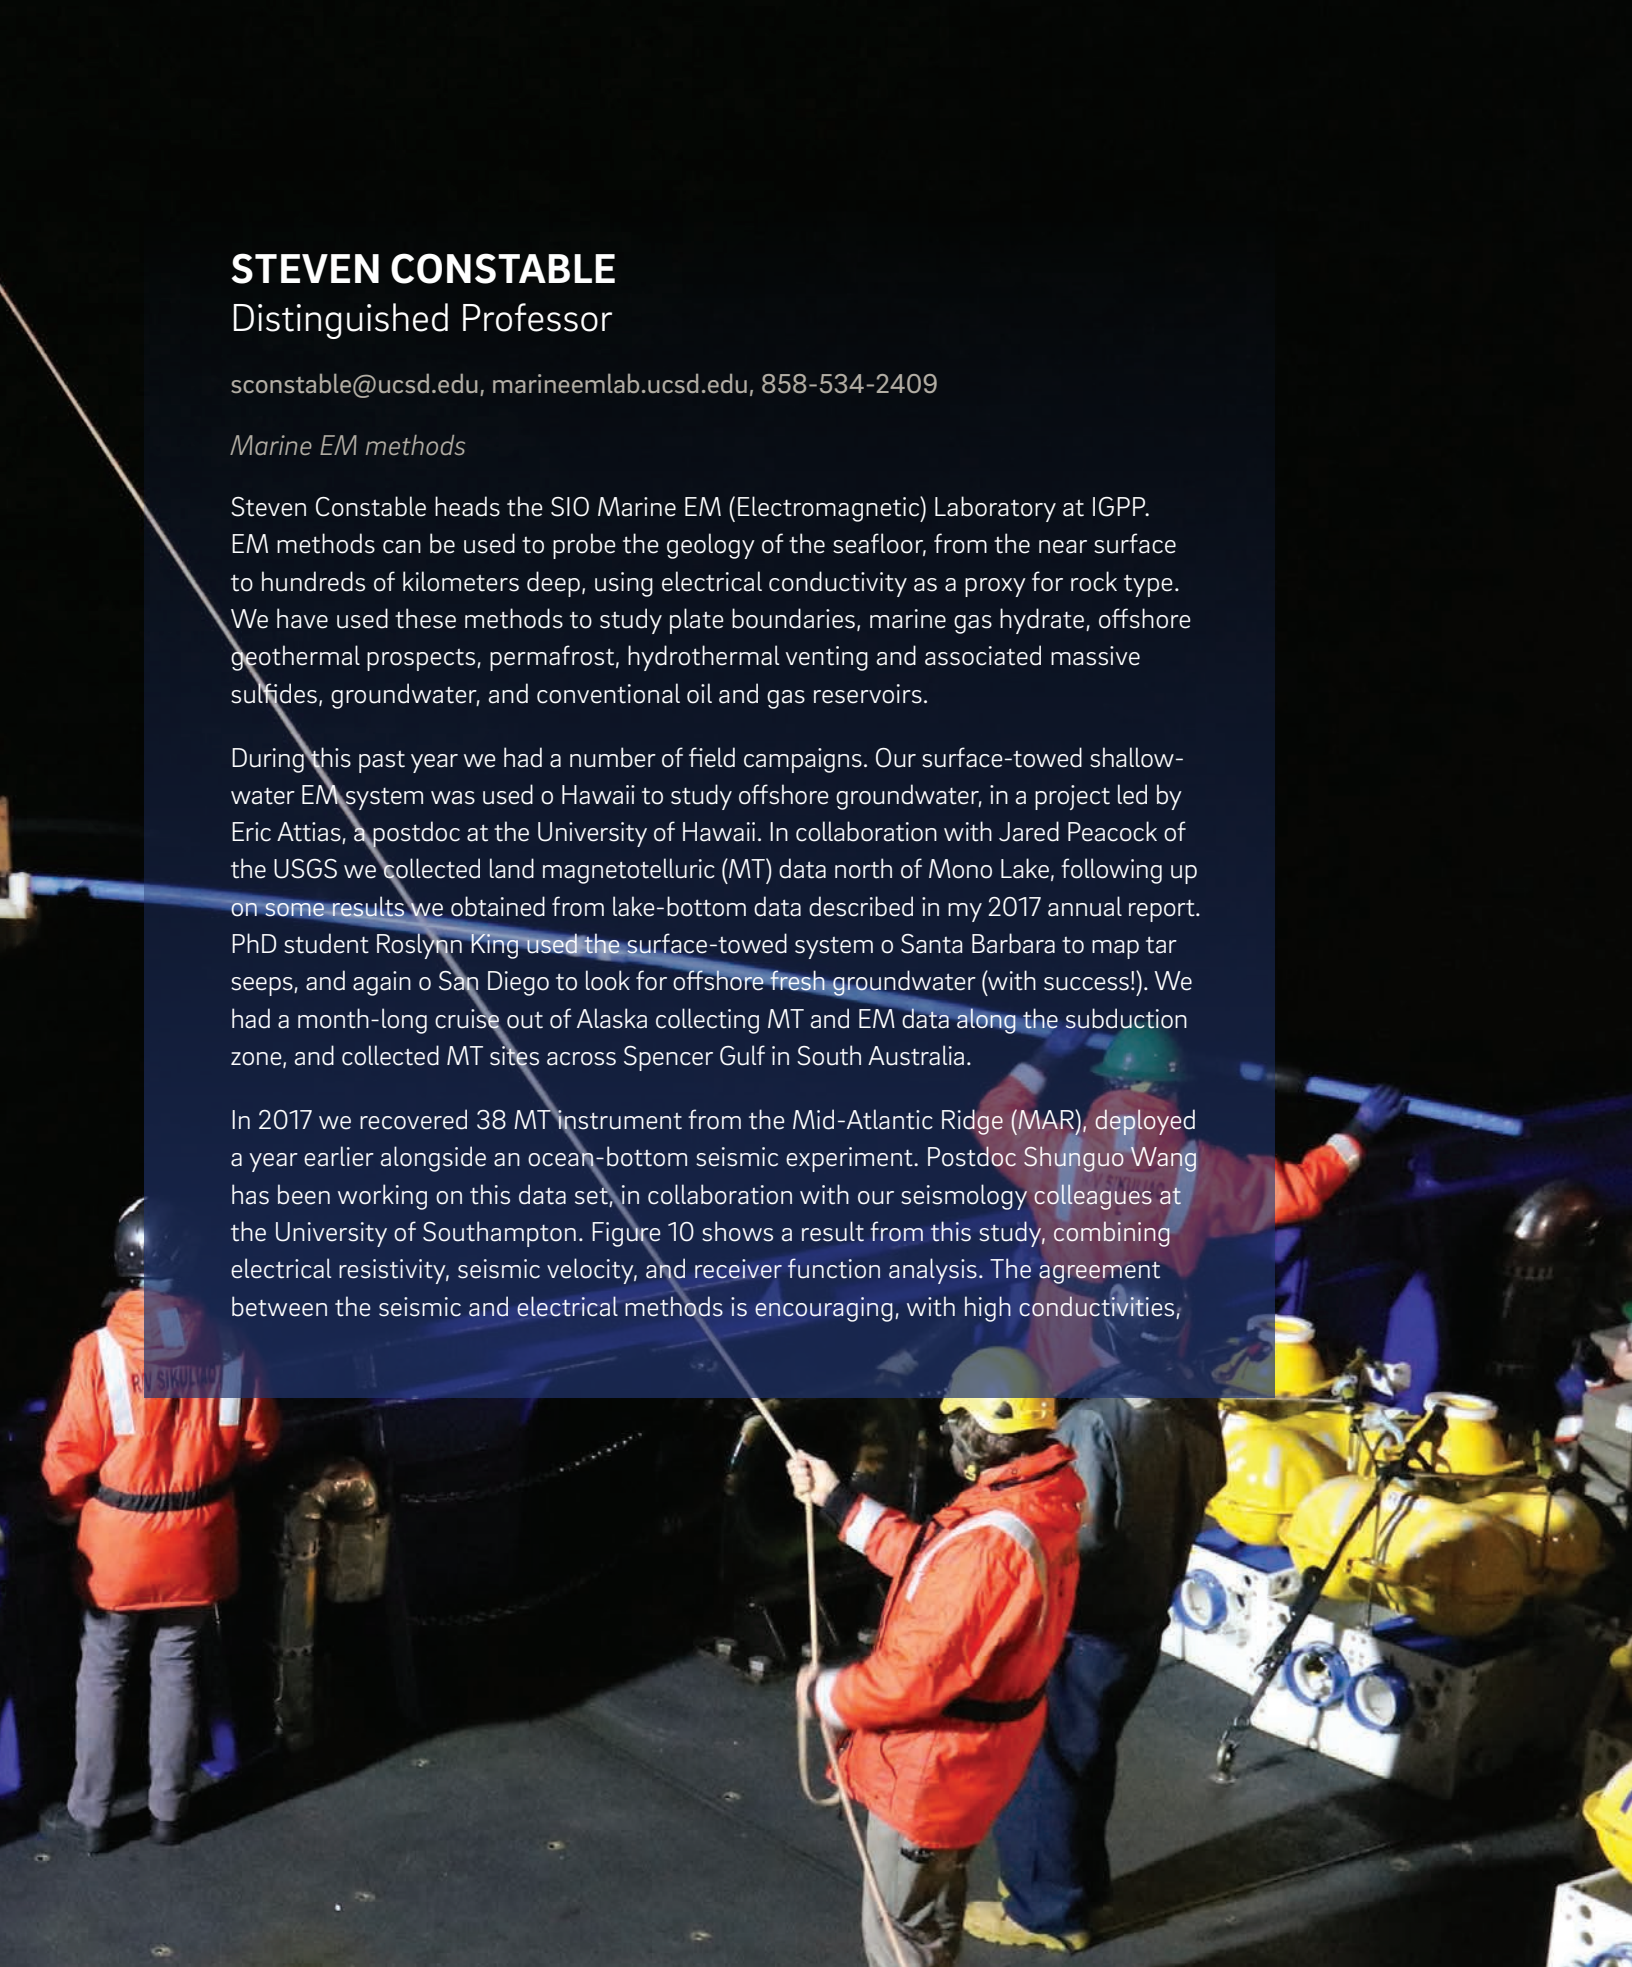 STEVEN CONSTABLE
Distinguished Professor
sconstable@ucsd.edu, marineemlab.ucsd.edu, 858-534-2409
Marine EM methods
Steven Constable heads the SIO Marine EM (Electromagnetic) Laboratory at IGPP.
EM methods can be used to probe the geology of the seafloor, from the near surface
to hundreds of kilometers deep, using electrical conductivity as a proxy for rock type.
We have used these methods to study plate boundaries, marine gas hydrate, offshore
geothermal prospects, permafrost, hydrothermal venting and associated massive
sulfides, groundwater, and conventional oil and gas reservoirs.
During this past year we had a number of field campaigns. Our surface-towed shallow-
water EM system was used o Hawaii to study offshore groundwater, in a project led by
Eric Attias, a postdoc at the University of Hawaii. In collaboration with Jared Peacock of
the USGS we collected land magnetotelluric (MT) data north of Mono Lake, following up
on some results we obtained from lake-bottom data described in my 2017 annual report.
PhD student Roslynn King used the surface-towed system o Santa Barbara to map tar
seeps, and again o San Diego to look for offshore fresh groundwater (with success!). We
had a month-long cruise out of Alaska collecting MT and EM data along the subduction
zone, and collected MT sites across Spencer Gulf in South Australia.
In 2017 we recovered 38 MT instrument from the Mid-Atlantic Ridge (MAR), deployed
a year earlier alongside an ocean-bottom seismic experiment. Postdoc Shunguo Wang
has been working on this data set, in collaboration with our seismology colleagues at
the University of Southampton. Figure 10 shows a result from this study, combining
electrical resistivity, seismic velocity, and receiver function analysis. The agreement
between the seismic and electrical methods is encouraging, with high conductivities,
R/V SIKULIAQ
R/V SIKULIAQ